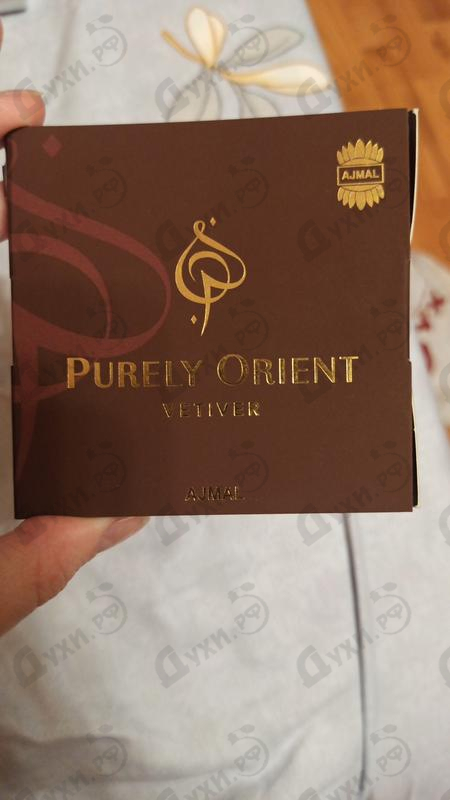 AJMAL
PURELY ORIENT
VETIVER
AJMAL
Духи.рф